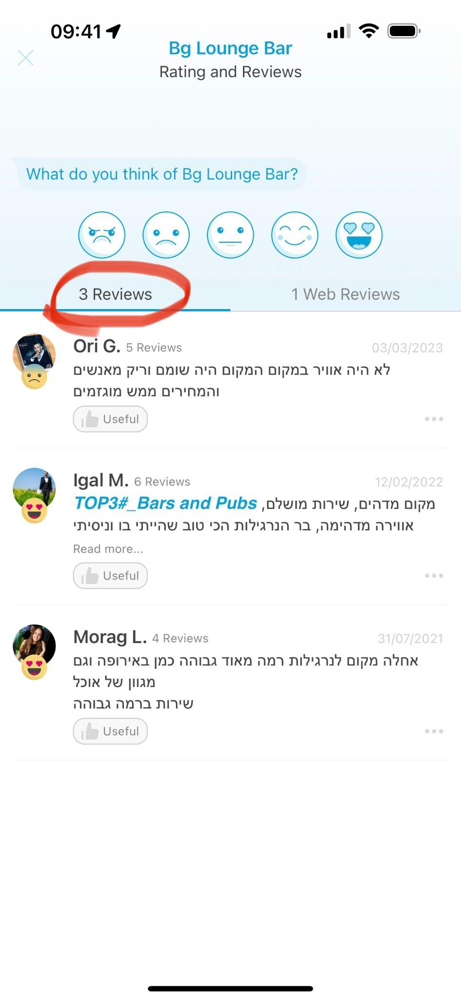 09:41
Bg Lounge Bar
Rating and Reviews
What do you think of Bg Lounge Bar?
3 Reviews
1 Web Reviews
Ori G. 5 Reviews 03/03/2023
לא היה אוויר במקום המקום היה שומם וריק מאנשים
והמחירים ממש מוגזמים
Useful
Igal M. 6 Reviews 12/02/2022
TOP3#_Bars and Pubs מקום מדהים, שירות מושלם,
אווירה מדהימה, בר הנרגילות הכי טוב שהייתי בו וניסיתי
Read more...
Useful
Morag L. 4 Reviews 31/07/2021
אחלה מקום לנרגילות רמה מאוד גבוהה כמן באירופה וגם
מגוון של אוכל
שירות ברמה גבוהה
Useful